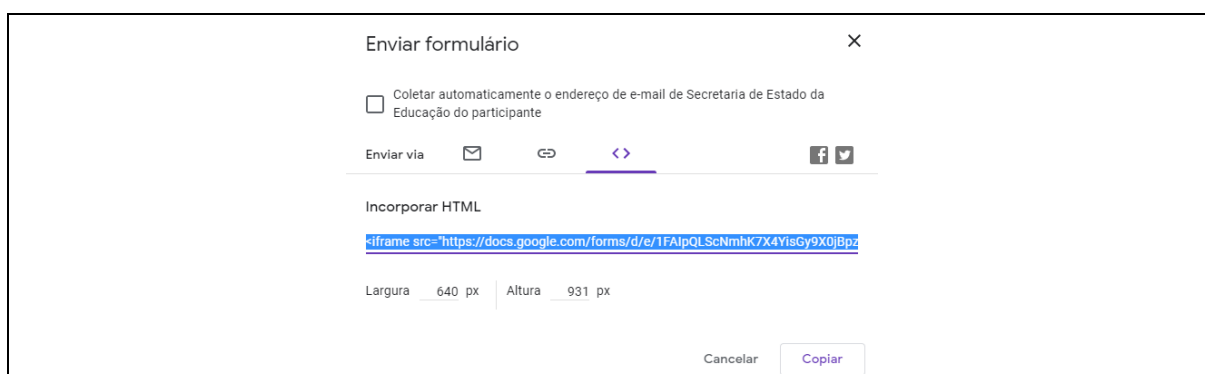 Enviar formulário
Coletar automaticamente o endereço de e-mail de Secretaria de Estado da
Educação do participante
Enviar via
Incorporar HTML
<iframe src="https://docs.google.com/forms/d/e/1FAIpQLScNmhK7X4YisGy9X0jBpz
Largura 640 px Altura 931 px
Cancelar Copiar